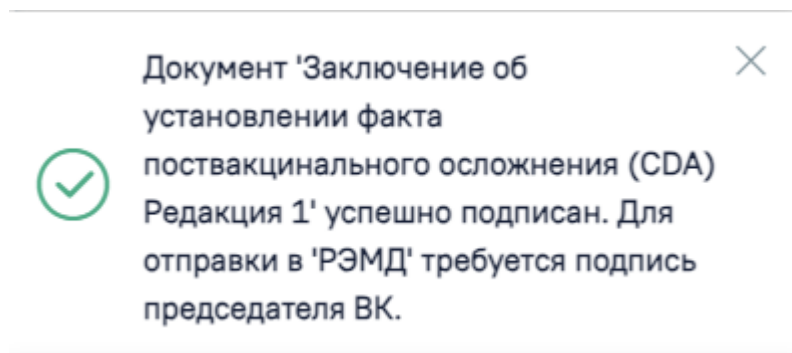 Документ 'Заключение об
установлении факта
поствакцинального осложнения (CDA)
Редакция 1' успешно подписан. Для
отправки в 'РЭМД' требуется подпись
председателя ВК.